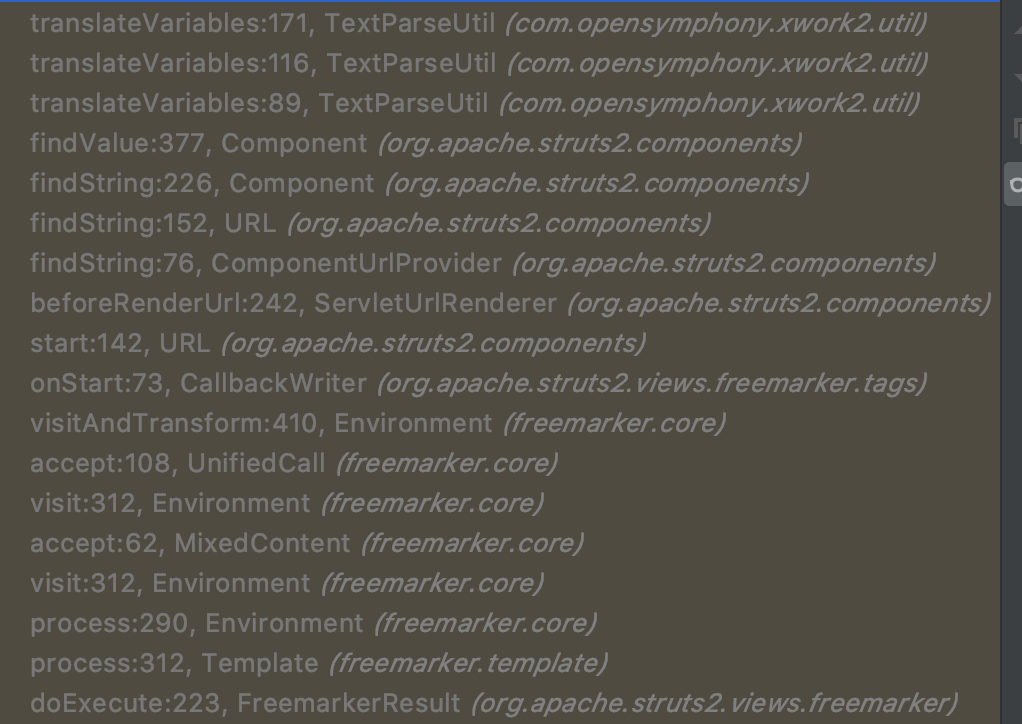 translateVariables:171, TextParseUtil (com.opensymphony.xwork2.util)
translateVariables:116, TextParseUtil (com.opensymphony.xwork2.util)
translateVariables:89, TextParseUtil (com.opensymphony.xwork2.util)
findValue:377, Component (org.apache.struts2.components)
findString:226, Component (org.apache.struts2.components)
findString:152, URL (org.apache.struts2.components)
findString:76, ComponentUrlProvider (org.apache.struts2.components)
beforeRenderUrl:242, ServletUrlRenderer (org.apache.struts2.components)
start:142, URL (org.apache.struts2.components)
onStart:73, CallbackWriter (org.apache.struts2.views.freemarker.tags)
visitAndTransform:410, Environment (freemarker.core)
accept:108, UnifiedCall (freemarker.core)
visit:312, Environment (freemarker.core)
accept:62, MixedContent (freemarker.core)
visit:312, Environment (freemarker.core)
process:290, Environment (freemarker.core)
process:312, Template (freemarker.template)
doExecute:223, FreemarkerResult (org.apache.struts2.views.freemarker)